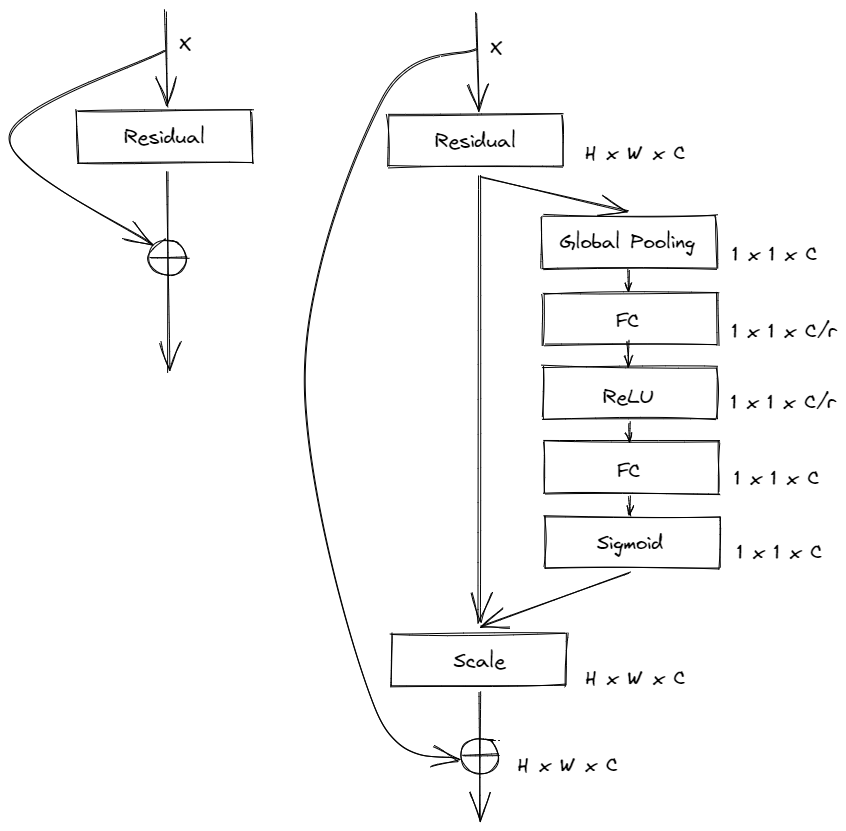 X
Residual
X
Residual
H x W x C
Global Pooling
1 x 1 x C
FC
1 x 1 x C/r
ReLU
1 x 1 x C/r
FC
1 x 1 x C
Sigmoid
1 x 1 x C
Scale
H x W x C
H x W x C